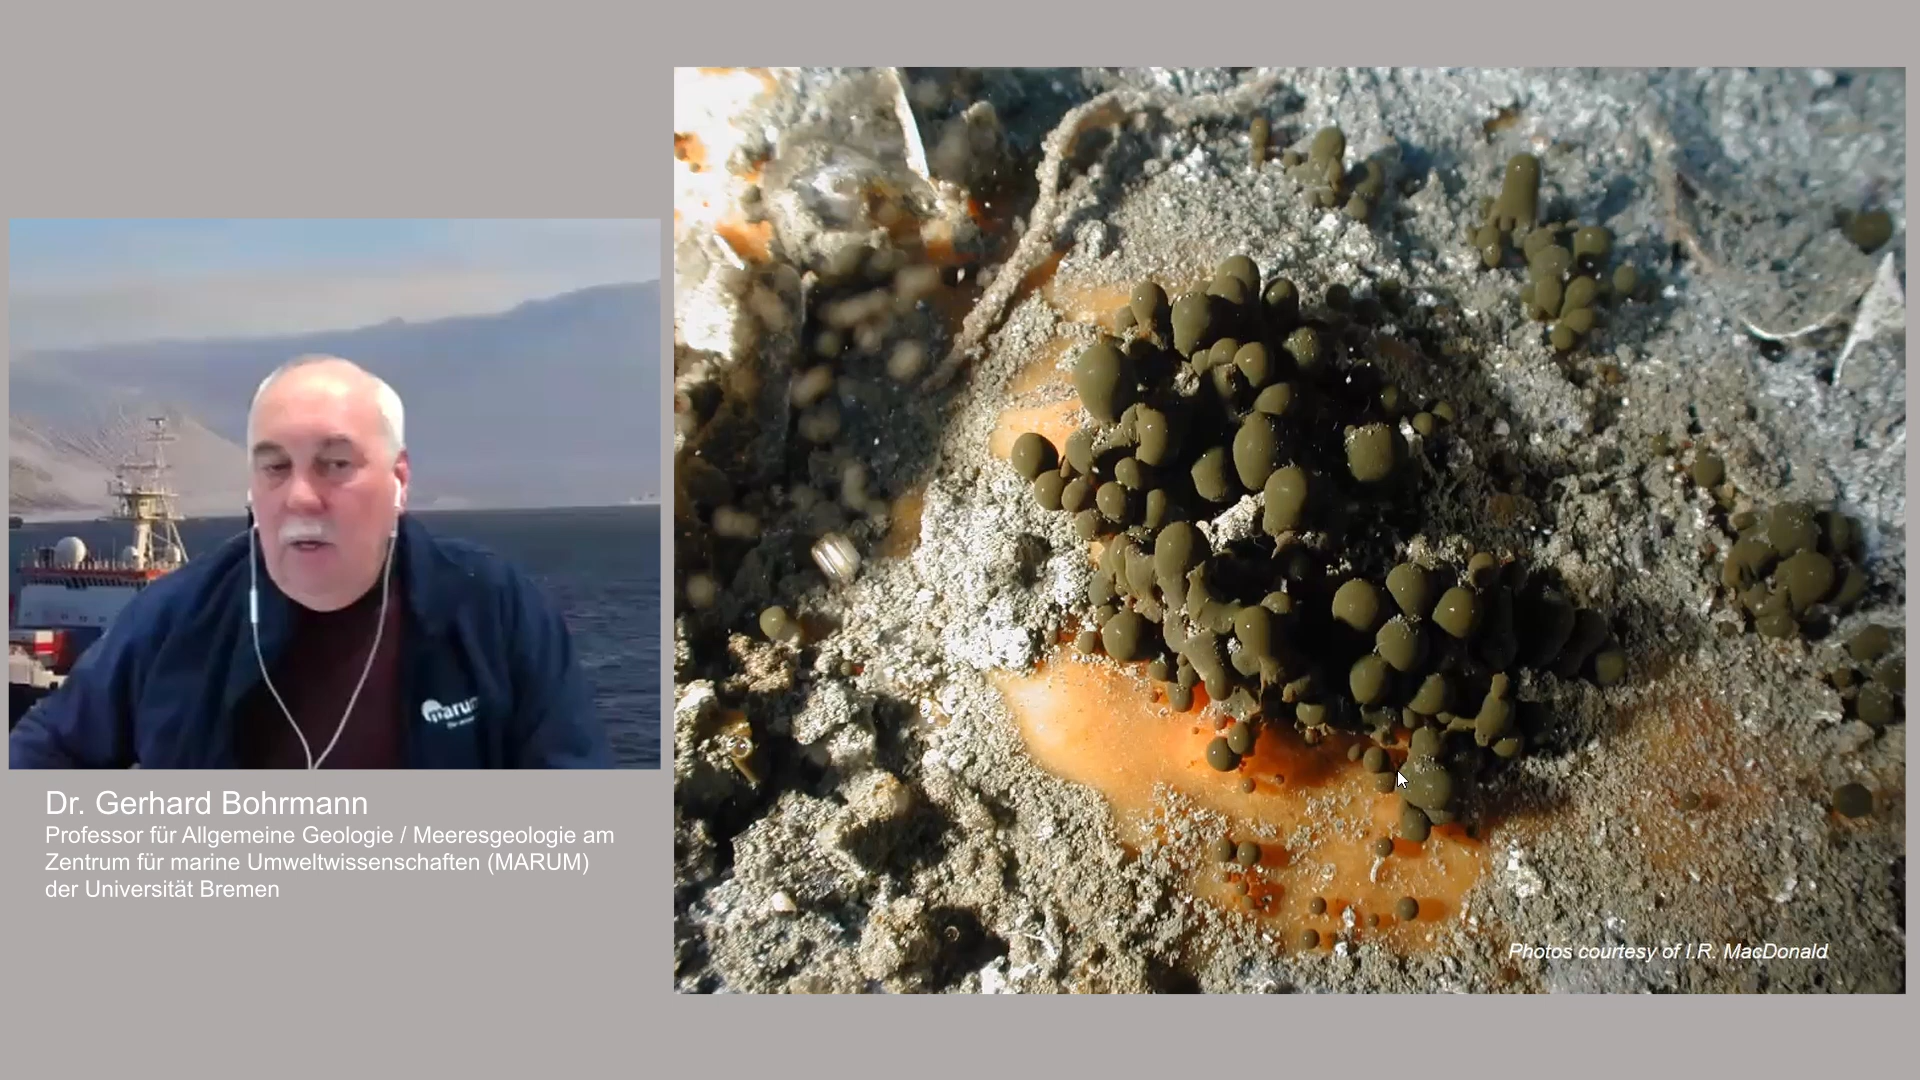 marum
Dr. Gerhard Bohrmann
Professor für Allgemeine Geologie / Meeresgeologie am
Zentrum für marine Umweltwissenschaften (MARUM)
der Universität Bremen
Photos courtesy of I.R. MacDonald